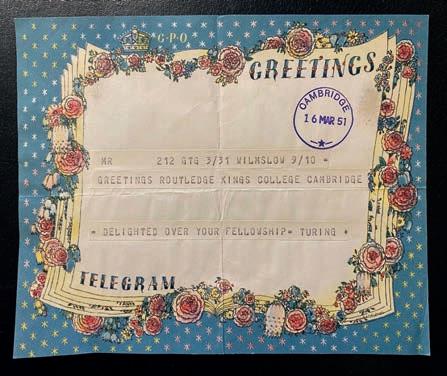 G.P.O.
GREETINGS
CAMBRIDGE
16 MAR 51
MR 212 GTG 3/31 WILMSLOW 9/10 =
GREETINGS ROUTLEDGE KINGS COLLEGE CAMBRIDGE
= DELIGHTED OVER YOUR FELLOWSHIP= TURING +
TELEGRAM